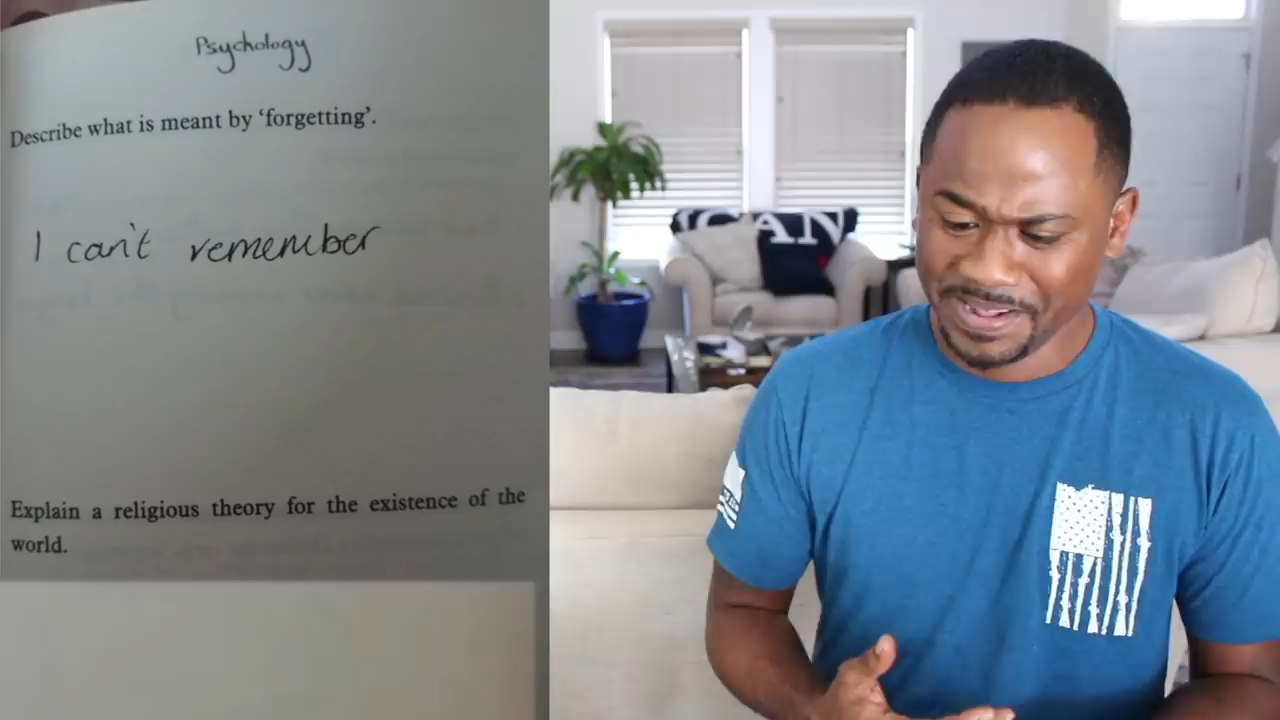 Psychology
Describe what is meant by ‘forgetting’.
I can't remember
Explain a religious theory for the existence of the
world.
CAN